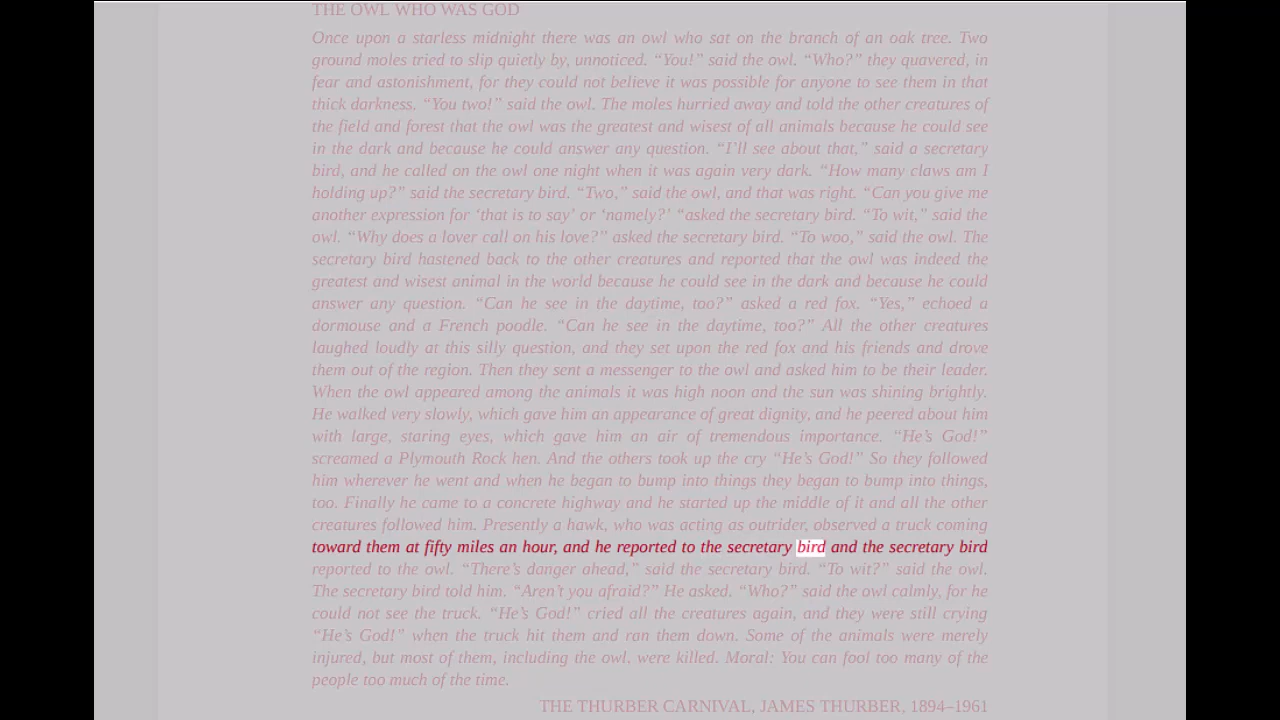 THE OWL WHO WAS GOD
Once upon a starless midnight there was an owl who sat on the branch of an oak tree. Two
ground moles tried to slip quietly by, unnoticed. “You!” said the owl. “Who?” they quavered, in
fear and astonishment, for they could not believe it was possible for anyone to see them in that
thick darkness. “You two!” said the owl. The moles hurried away and told the other creatures of
the field and forest that the owl was the greatest and wisest of all animals because he could see
in the dark and because he could answer any question. “I’ll see about that,” said a secretary
bird, and he called on the owl one night when it was again very dark. “How many claws am I
holding up?” said the secretary bird. “Two,” said the owl, and that was right. “Can you give me
another expression for ‘that is to say’ or ‘namely?’ “asked the secretary bird. “To wit,” said the
owl. “Why does a lover call on his love?” asked the secretary bird. “To woo,” said the owl. The
secretary bird hastened back to the other creatures and reported that the owl was indeed the
greatest and wisest animal in the world because he could see in the dark and because he could
answer any question. “Can he see in the daytime, too?” asked a red fox. “Yes,” echoed a
dormouse and a French poodle. “Can he see in the daytime, too?” All the other creatures
laughed loudly at this silly question, and they set upon the red fox and his friends and drove
them out of the region. Then they sent a messenger to the owl and asked him to be their leader.
When the owl appeared among the animals it was high noon and the sun was shining brightly.
He walked very slowly, which gave him an appearance of great dignity, and he peered about him
with large, staring eyes, which gave him an air of tremendous importance. “He’s God!”
screamed a Plymouth Rock hen. And the others took up the cry “He’s God!” So they followed
him wherever he went and when he began to bump into things they began to bump into things,
too. Finally he came to a concrete highway and he started up the middle of it and all the other
creatures followed him. Presently a hawk, who was acting as outrider, observed a truck coming
toward them at fifty miles an hour, and he reported to the secretary bird and the secretary bird
reported to the owl. “There’s danger ahead,” said the secretary bird. “To wit?” said the owl.
The secretary bird told him. “Aren’t you afraid?” He asked. “Who?” said the owl calmly, for he
could not see the truck. “He’s God!” cried all the creatures again, and they were still crying
“He’s God!” when the truck hit them and ran them down. Some of the animals were merely
injured, but most of them, including the owl. were killed. Moral: You can fool too many of the
people too much of the time.
THE THURBER CARNIVAL, JAMES THURBER, 1894–1961